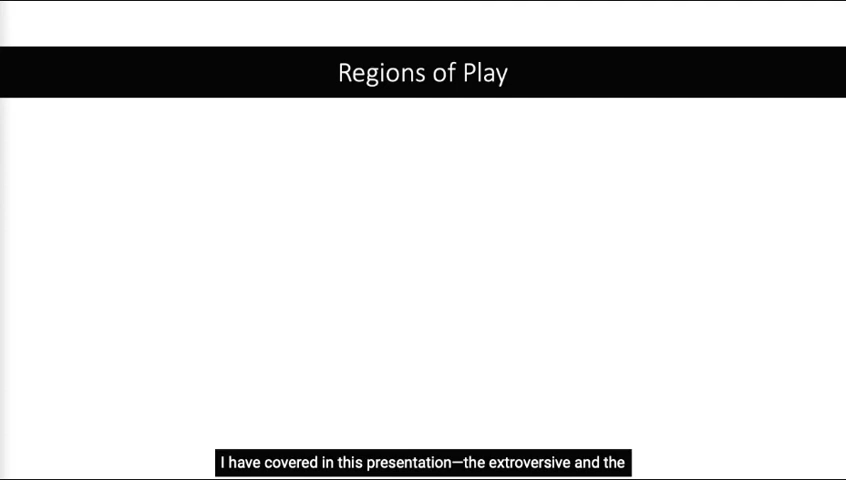 Regions of Play
I have covered in this presentation—the extroversive and the